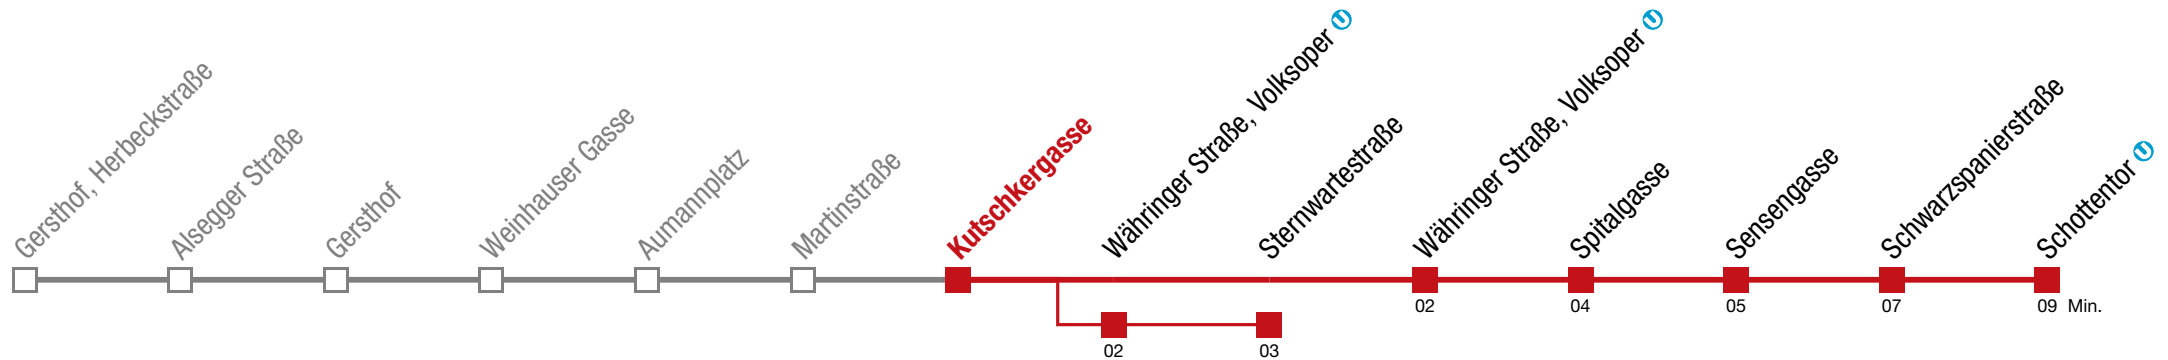 Gersthof, Herbeckstraße
Alsegger Straße
Gersthof
Weinhauser Gasse
Aumannplatz
Martinstraße
Kutschkergasse
Währinger Straße, Volksoper U
Sternwartestraße
Währinger Straße, Volksoper U
Spitalgasse
Sensengasse
Schwarzspanierstraße
Schottentor U
02 04 05 07 09 Min.
02 03